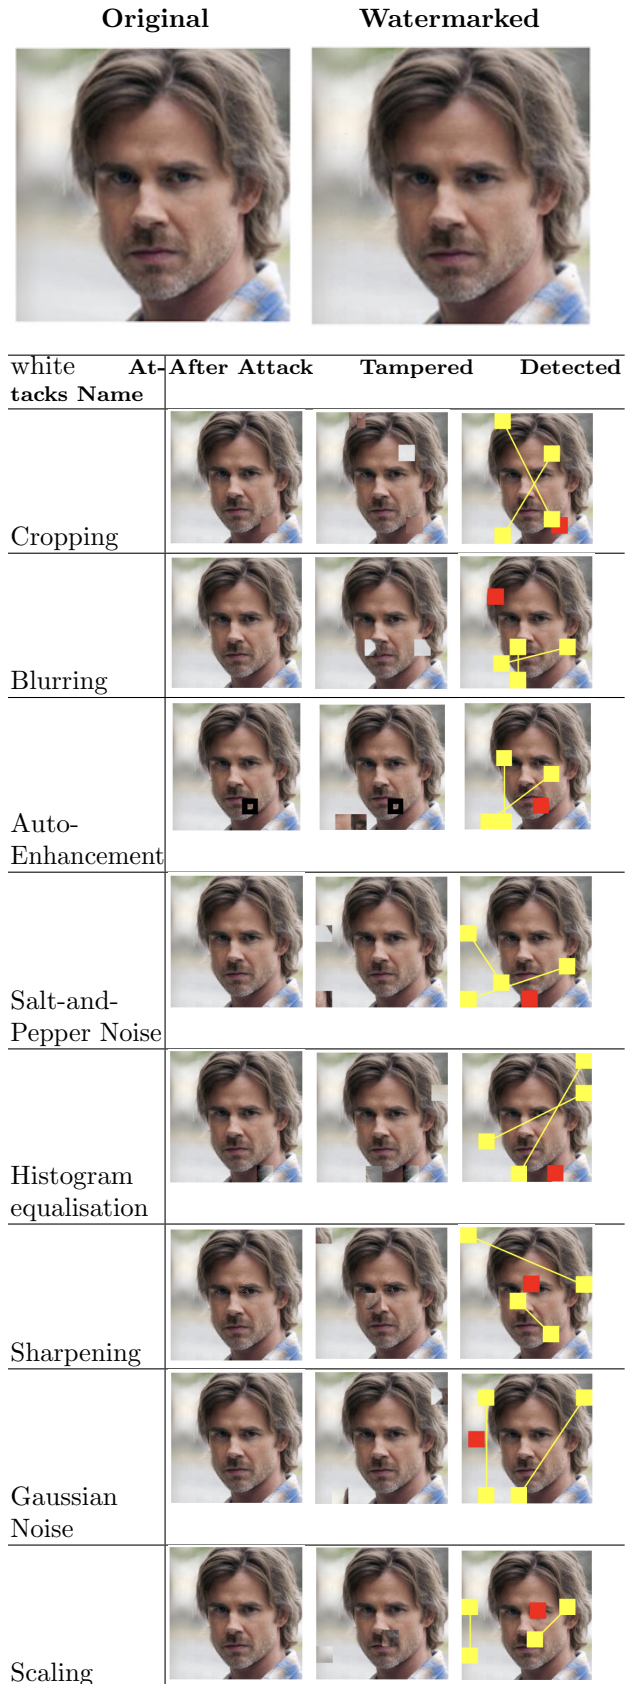 Original Watermarked
white At- After Attack Tampered Detected
tacks Name
Cropping
Blurring
Auto-
Enhancement
Salt-and-
Pepper Noise
Histogram
equalisation
Sharpening
Gaussian
Noise
Scaling